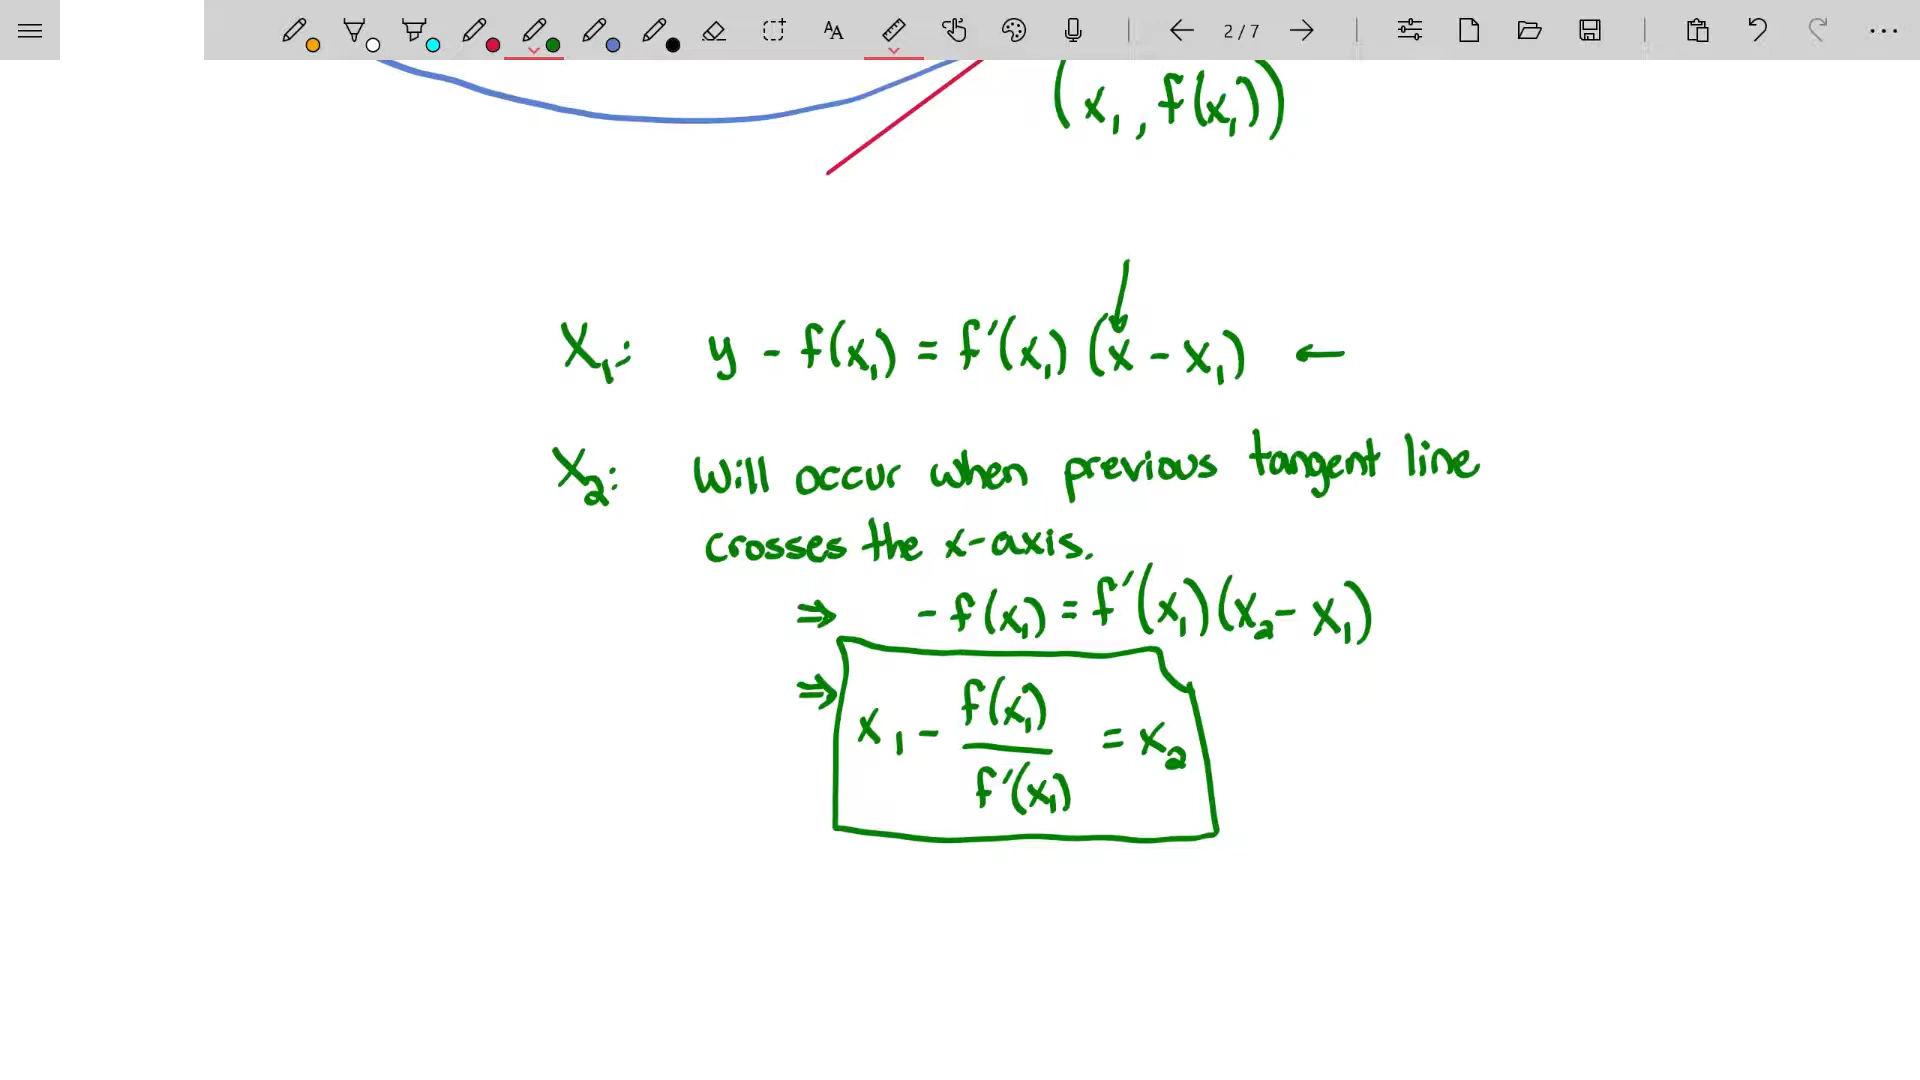 2 / 7
(x₁, f(x₁))
x₁: y - f(x₁) = f'(x₁) (x - x₁) ←
x₂: Will occur when previous tangent line
crosses the x-axis.
⇒ - f(x₁) = f'(x₁)(x₂ - x₁)
⇒ x₁ - f(x₁)/f'(x₁) = x₂